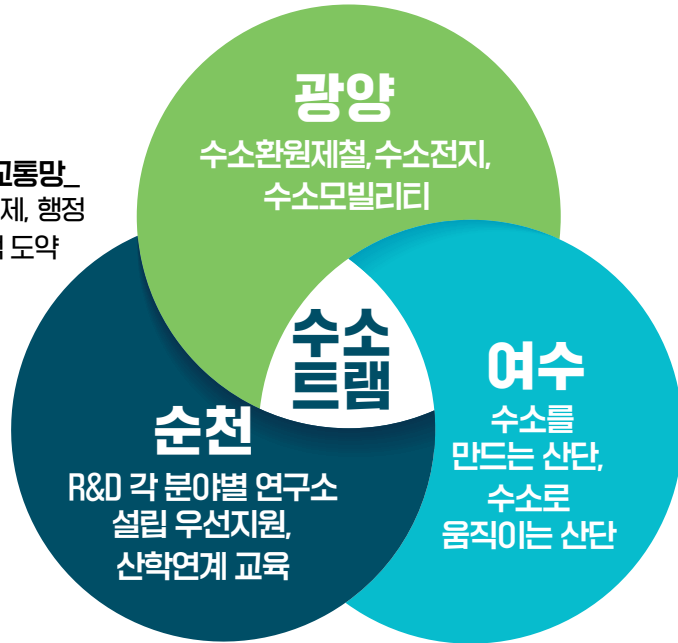 광양
수소환원제철, 수소전지,
수소모빌리티
교통망_
제, 행정
도약
수소
트램
순천
R&D 각 분야별 연구소
설립 우선지원,
산학연계 교육
여수
수소를
만드는 산단,
수소로
움직이는 산단